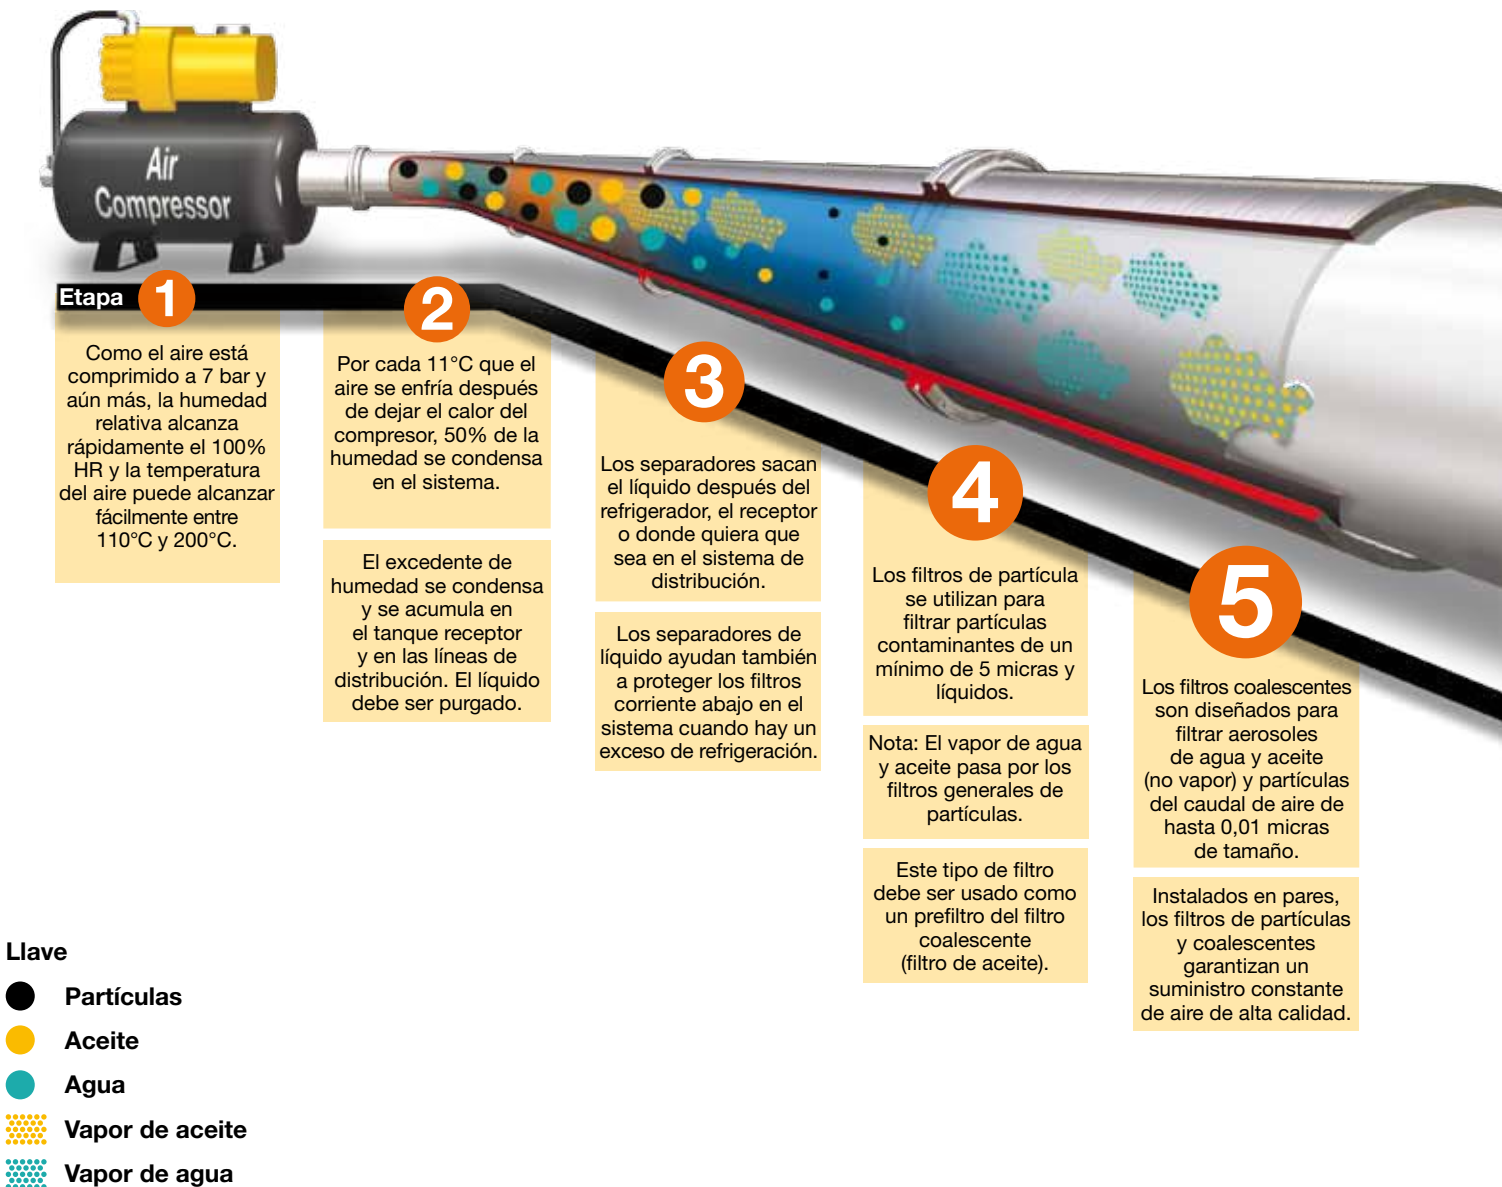 Air
Compressor
Etapa
1
Como el aire está
comprimido a 7 bar y
aún más, la humedad
relativa alcanza
rápidamente el 100%
HR y la temperatura
del aire puede alcanzar
fácilmente entre
110°C y 200°C.
2
Por cada 11°C que el
aire se enfría después
de dejar el calor del
compresor, 50% de la
humedad se condensa
en el sistema.
El excedente de
humedad se condensa
y se acumula en
el tanque receptor
y en las líneas de
distribución. El líquido
debe ser purgado.
3
Los separadores sacan
el líquido después del
refrigerador, el receptor
o donde quiera que
sea en el sistema de
distribución.
Los separadores de
líquido ayudan también
a proteger los filtros
corriente abajo en el
sistema cuando hay un
exceso de refrigeración.
4
Los filtros de partícula
se utilizan para
filtrar partículas
contaminantes de un
mínimo de 5 micras y
líquidos.
Nota: El vapor de agua
y aceite pasa por los
filtros generales de
partículas.
Este tipo de filtro
debe ser usado como
un prefiltro del filtro
coalescente
(filtro de aceite).
5
Los filtros coalescentes
son diseñados para
filtrar aerosoles
de agua y aceite
(no vapor) y partículas
del caudal de aire de
hasta 0,01 micras
de tamaño.
Instalados en pares,
los filtros de partículas
y coalescentes
garantizan un
suministro constante
de aire de alta calidad.
Llave
Partículas
Aceite
Agua
Vapor de aceite
Vapor de agua